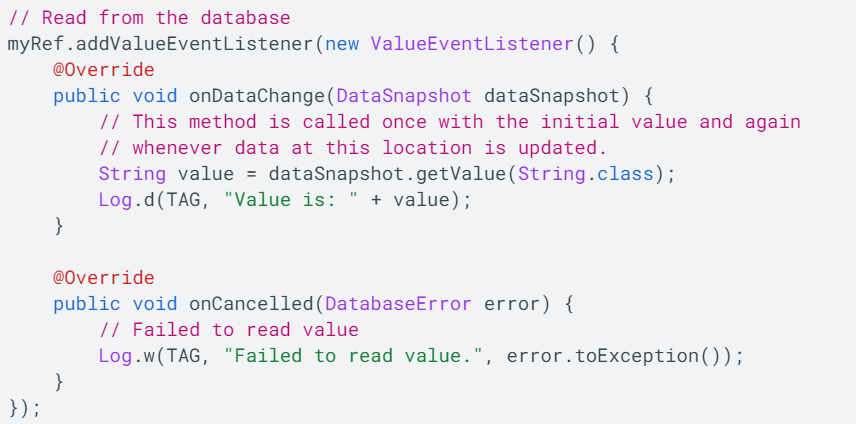 // Read from the database
myRef.addValueEventListener(new ValueEventListener() {
    @Override
    public void onDataChange(DataSnapshot dataSnapshot) {
        // This method is called once with the initial value and again
        // whenever data at this location is updated.
        String value = dataSnapshot.getValue(String.class);
        Log.d(TAG, "Value is: " + value);
    }

    @Override
    public void onCancelled(DatabaseError error) {
        // Failed to read value
        Log.w(TAG, "Failed to read value.", error.toException());
    }
});